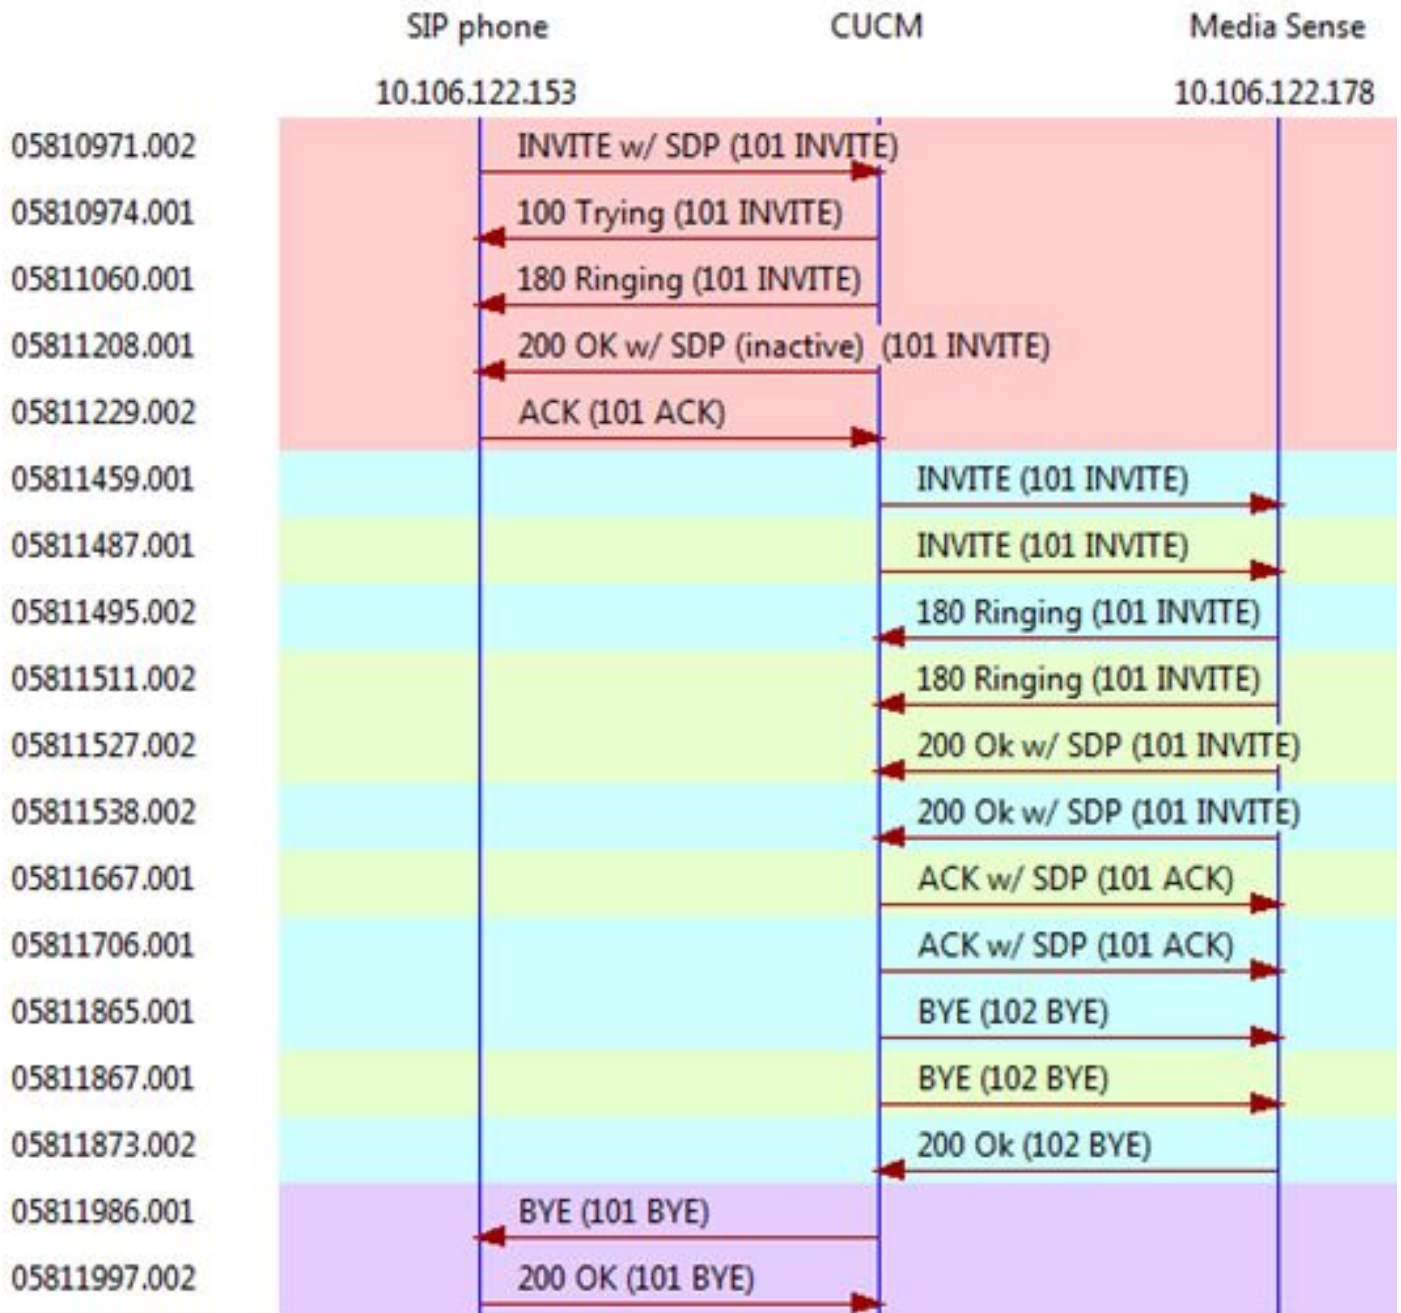 SIP phone CUCM Media Sense
10.106.122.153 10.106.122.178
05810971.002 INVITE w/ SDP (101 INVITE)
05810974.001 100 Trying (101 INVITE)
05811060.001 180 Ringing (101 INVITE)
05811208.001 200 OK w/ SDP (inactive) (101 INVITE)
05811229.002 ACK (101 ACK)
05811459.001 INVITE (101 INVITE)
05811487.001 INVITE (101 INVITE)
05811495.002 180 Ringing (101 INVITE)
05811511.002 180 Ringing (101 INVITE)
05811527.002 200 Ok w/ SDP (101 INVITE)
05811538.002 200 Ok w/ SDP (101 INVITE)
05811667.001 ACK w/ SDP (101 ACK)
05811706.001 ACK w/ SDP (101 ACK)
05811865.001 BYE (102 BYE)
05811867.001 BYE (102 BYE)
05811873.002 200 Ok (102 BYE)
05811986.001 BYE (101 BYE)
05811997.002 200 OK (101 BYE)